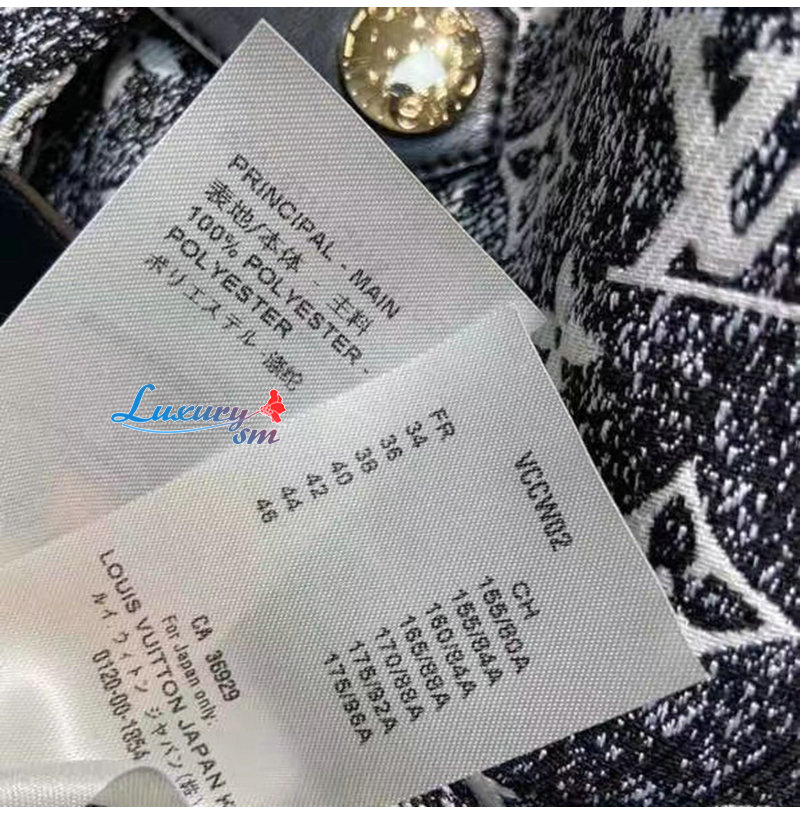 PRINCIPAL - MAIN
表地/本体 - 主料
100% POLYESTER -
POLYESTER
ポリエステル -涤纶
Luxury
sm
VCCW02
FR
34
36
38
40
42
44
46
CH
155/80A
155/84A
160/84A
165/88A
170/88A
175/92A
175/96A
CA 36929
For Japan only:
LOUIS VUITTON JAPAN K
ルイ ヴィトン ジャパン(株)
0120-00-1854